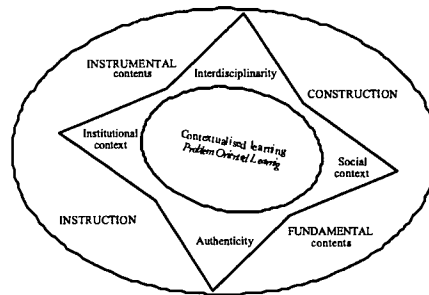 INSTRUMENTAL
contents
Interdisciplinarity
CONSTRUCTION
Institutional
context
Contextualised learning
Problem Oriented Learning
Social
context
INSTRUCTION
Authenticity
FUNDAMENTAL
contents